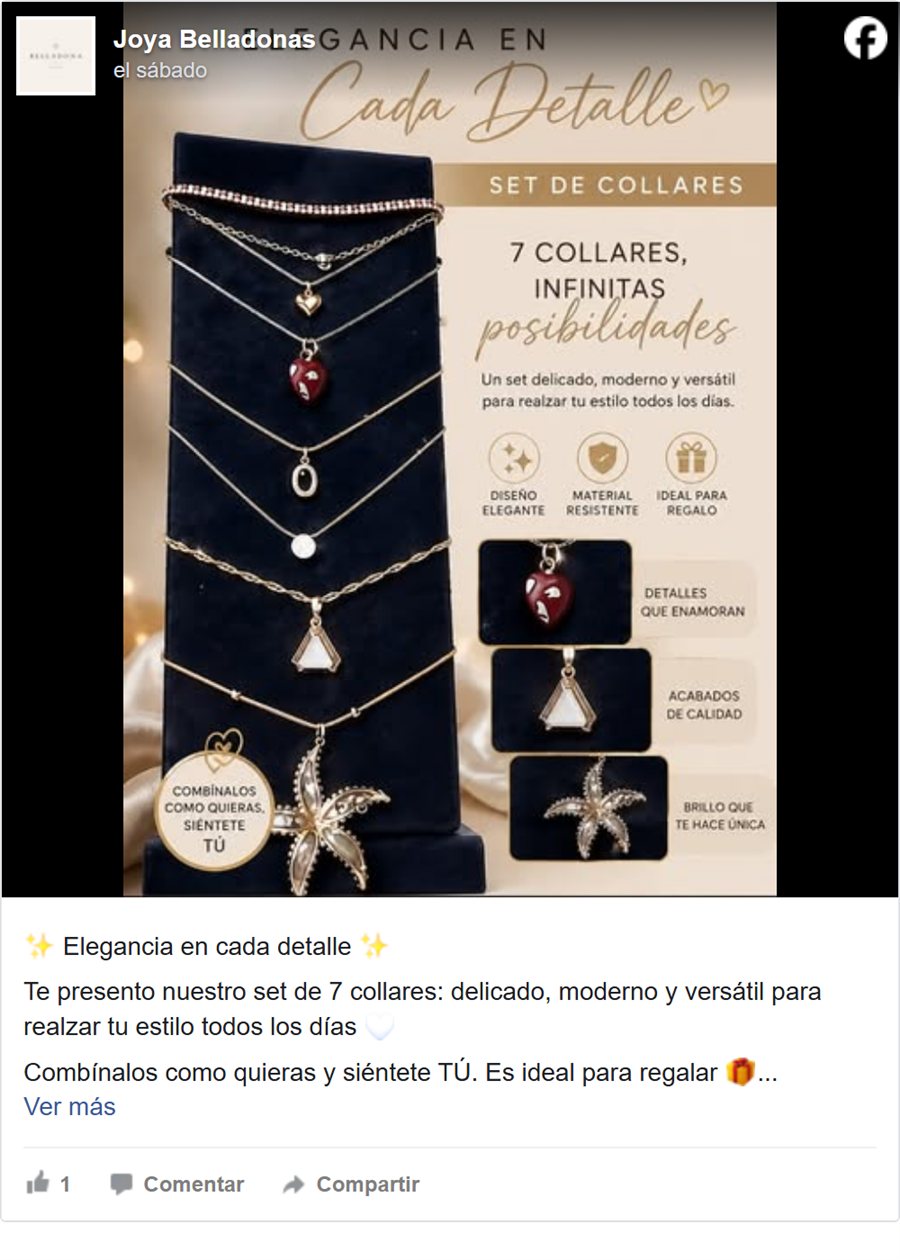 BELLADONA
Joya Belladonas
el sábado
ELEGANCIA EN
Cada Detalle
SET DE COLLARES
7 COLLARES,
INFINITAS
posibilidades
Un set delicado, moderno y versátil
para realzar tu estilo todos los días.
DISEÑO
ELEGANTE
MATERIAL
RESISTENTE
IDEAL PARA
REGALO
DETALLES
QUE ENAMORAN
ACABADOS
DE CALIDAD
BRILLO QUE
TE HACE ÚNICA
COMBÍNALOS
COMO QUIERAS,
SIÉNTETE
TÚ
✨ Elegancia en cada detalle ✨
Te presento nuestro set de 7 collares: delicado, moderno y versátil para
realzar tu estilo todos los días 🤍
Combínalos como quieras y siéntete TÚ. Es ideal para regalar 🎁...
Ver más
1
Comentar
Compartir